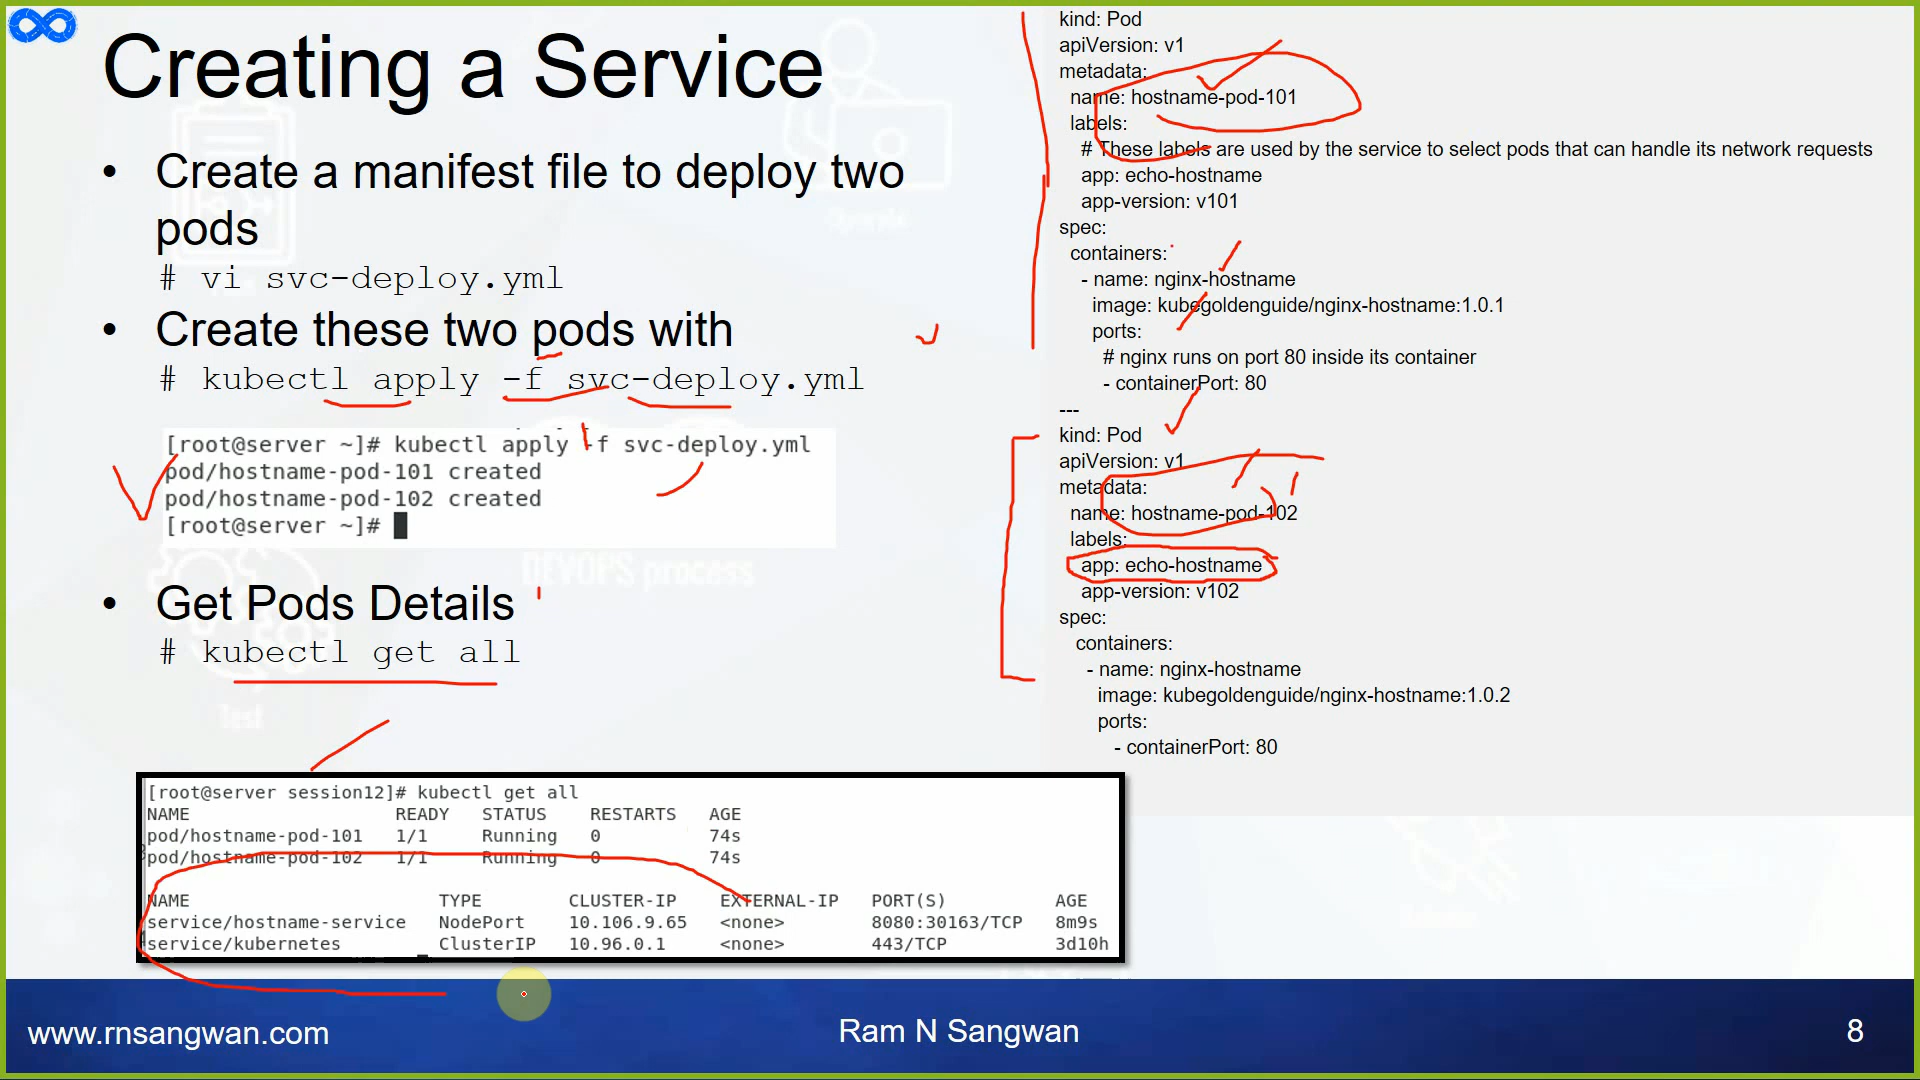 Creating a Service
• Create a manifest file to deploy two
pods
# vi svc-deploy.yml
• Create these two pods with
# kubectl apply -f svc-deploy.yml
[root@server ~]# kubectl apply -f svc-deploy.yml
pod/hostname-pod-101 created
pod/hostname-pod-102 created
[root@server ~]#
DEVOPS process
• Get Pods Details
# kubectl get all
Test
[root@server session12]# kubectl get all
NAME READY STATUS RESTARTS AGE
pod/hostname-pod-101 1/1 Running 0 74s
pod/hostname-pod-102 1/1 Running 0 74s
NAME TYPE CLUSTER-IP EXTERNAL-IP PORT(S) AGE
service/hostname-service NodePort 10.106.9.65 <none> 8080:30163/TCP 8m9s
service/kubernetes ClusterIP 10.96.0.1 <none> 443/TCP 3d10h
kind: Pod
apiVersion: v1
metadata:
name: hostname-pod-101
labels:
# These labels are used by the service to select pods that can handle its network requests
app: echo-hostname
app-version: v101
spec:
containers:
- name: nginx-hostname
image: kubegoldenguide/nginx-hostname:1.0.1
ports:
# nginx runs on port 80 inside its container
- containerPort: 80
---
kind: Pod
apiVersion: v1
metadata:
name: hostname-pod-102
labels:
app: echo-hostname
app-version: v102
spec:
containers:
- name: nginx-hostname
image: kubegoldenguide/nginx-hostname:1.0.2
ports:
- containerPort: 80
www.rnsangwan.com
Ram N Sangwan
8